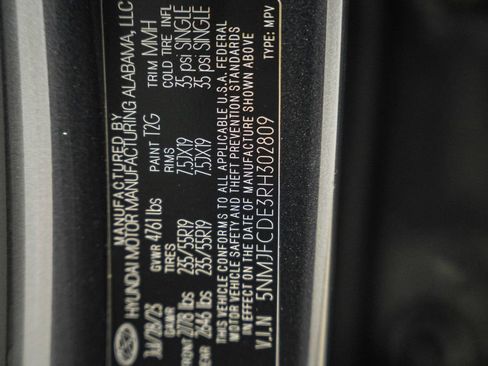 MANUFACTURED BY
HYUNDAI MOTOR MANUFACTURING ALABAMA, LLC
GVWR 4761 lbs PAINT T2G TRIM MMH
GAWR TIRES RIMS COLD TIRE INFL
FRONT 2778 lbs 235/55R19 7.5JX19 35 psi SINGLE
REAR 2646 lbs 235/55R19 7.5JX19 35 psi SINGLE
THIS VEHICLE CONFORMS TO ALL APPLICABLE U.S.A. FEDERAL
MOTOR VEHICLE SAFETY AND THEFT PREVENTION STANDARDS
IN EFFECT ON THE DATE OF MANUFACTURE SHOWN ABOVE
V.I.N 5NMJFCDE3RH302809 TYPE: MPV